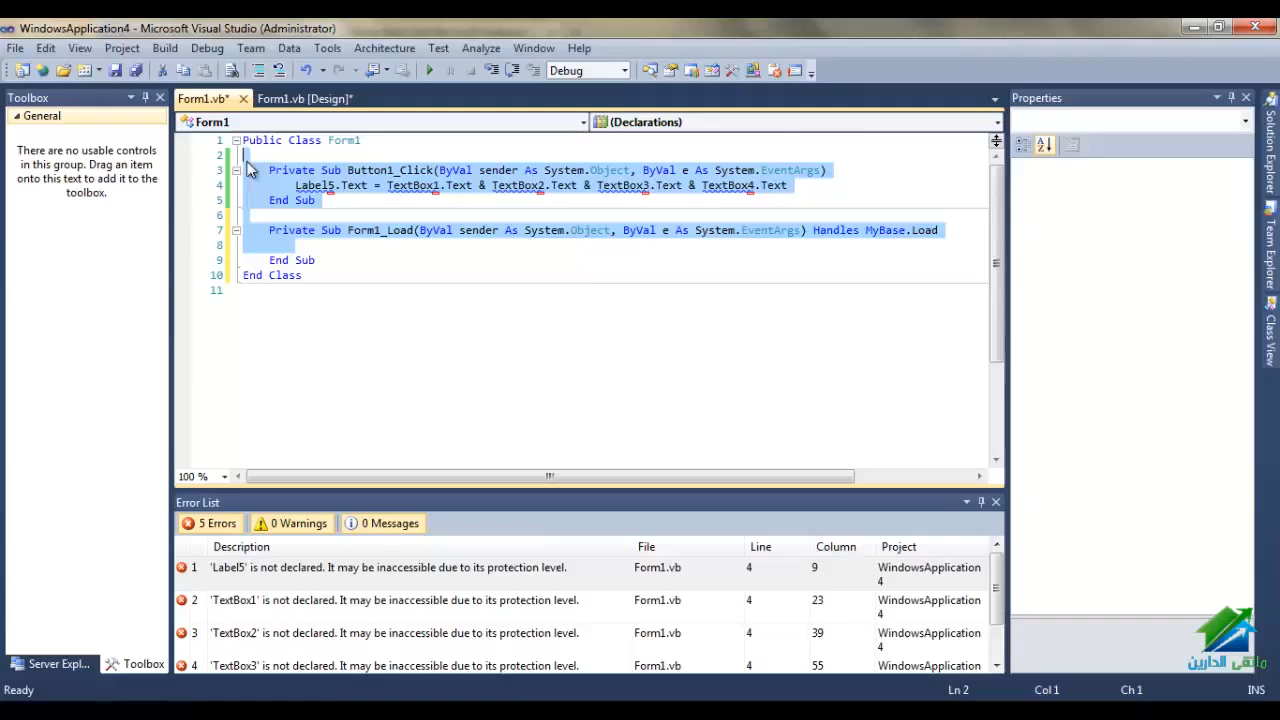 WindowsApplication4 - Microsoft Visual Studio (Administrator)
File Edit View Project Build Debug Team Data Tools Architecture Test Analyze Window Help
Debug
Toolbox
General
There are no usable controls
in this group. Drag an item
onto this text to add it to the
toolbox.
Server Expl... Toolbox
Form1.vb* Form1.vb [Design]*
Form1 (Declarations)
1 Public Class Form1
2
3 Private Sub Button1_Click(ByVal sender As System.Object, ByVal e As System.EventArgs)
4 Label5.Text = TextBox1.Text & TextBox2.Text & TextBox3.Text & TextBox4.Text
5 End Sub
6
7 Private Sub Form1_Load(ByVal sender As System.Object, ByVal e As System.EventArgs) Handles MyBase.Load
8
9 End Sub
10 End Class
11
100 %
Error List
5 Errors 0 Warnings 0 Messages
Description File Line Column Project
1 'Label5' is not declared. It may be inaccessible due to its protection level. Form1.vb 4 9 WindowsApplication
4
2 'TextBox1' is not declared. It may be inaccessible due to its protection level. Form1.vb 4 23 WindowsApplication
4
3 'TextBox2' is not declared. It may be inaccessible due to its protection level. Form1.vb 4 39 WindowsApplication
4
4 'TextBox3' is not declared. It may be inaccessible due to its protection level. Form1.vb 4 55 WindowsApplication
Properties
Solution Explorer
Team Explorer
Class View
ملتقى الدارين
Ready Ln 2 Col 1 Ch 1 INS